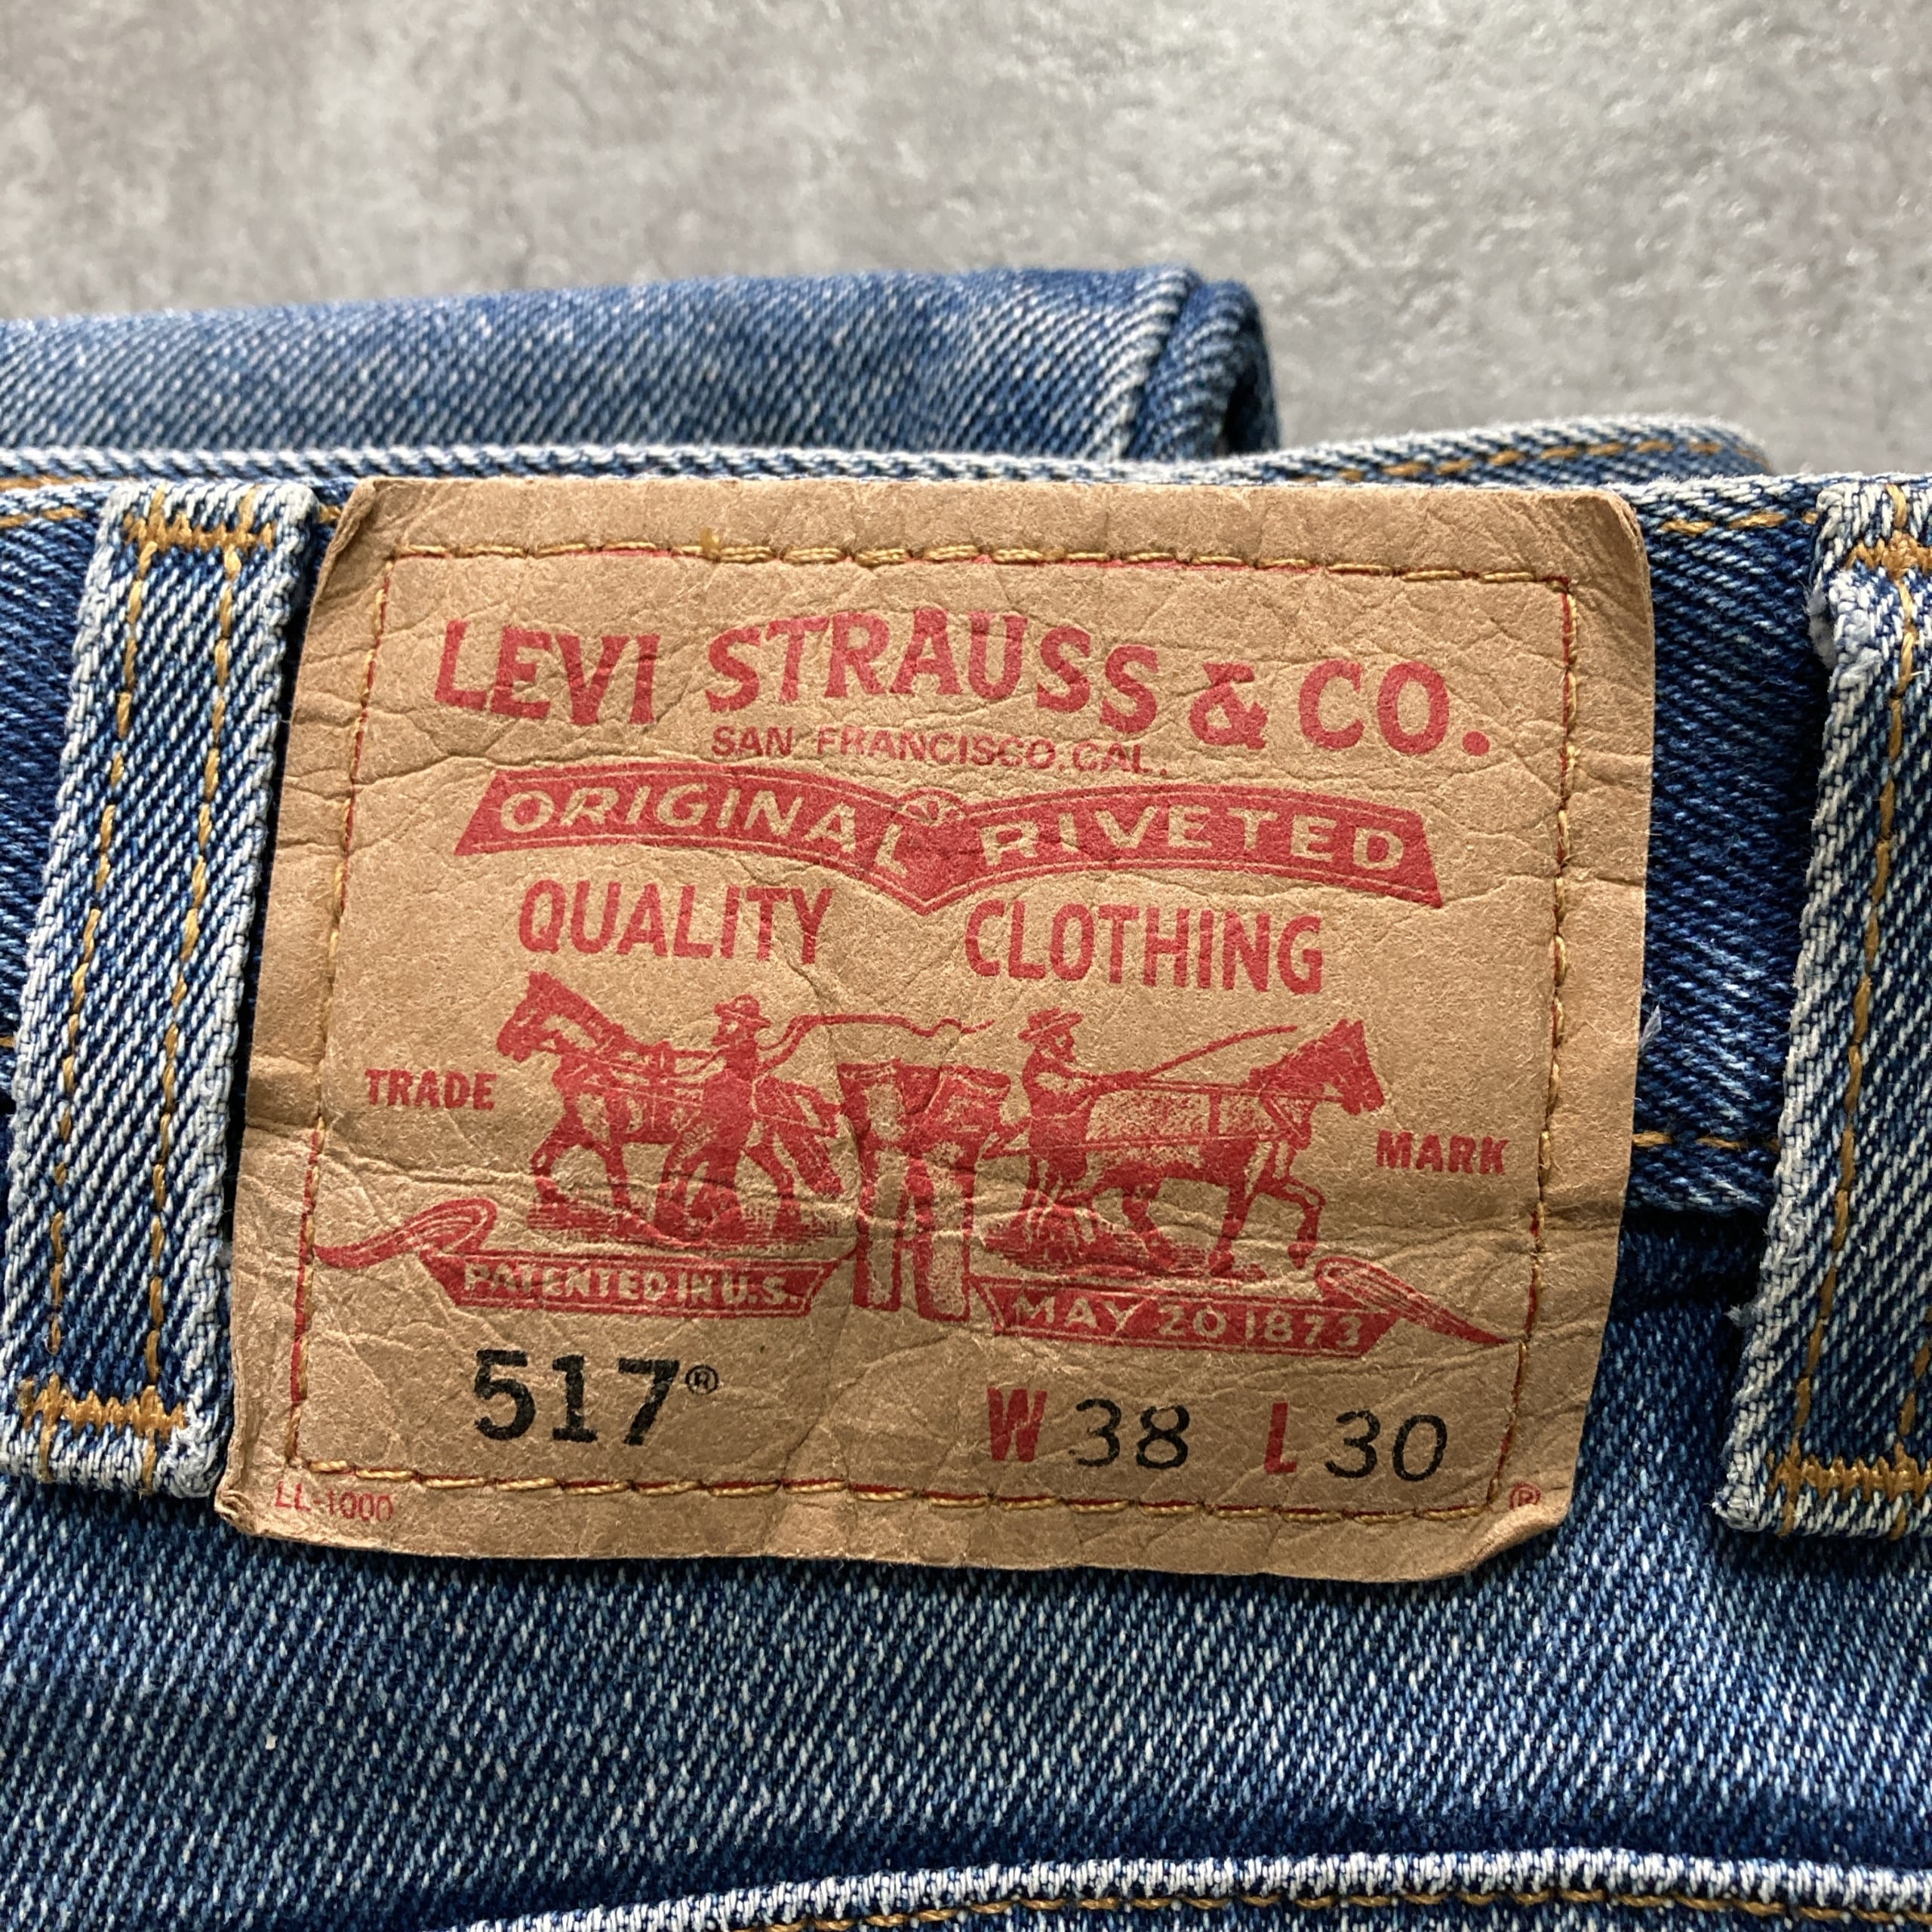 LEVI STRAUSS & CO.
SAN FRANCISCO, CAL.
ORIGINAL RIVETED
QUALITY CLOTHING
TRADE MARK
PATENTED IN U.S. MAY 20 1873
517® W 38 L 30
LL-1000 ®